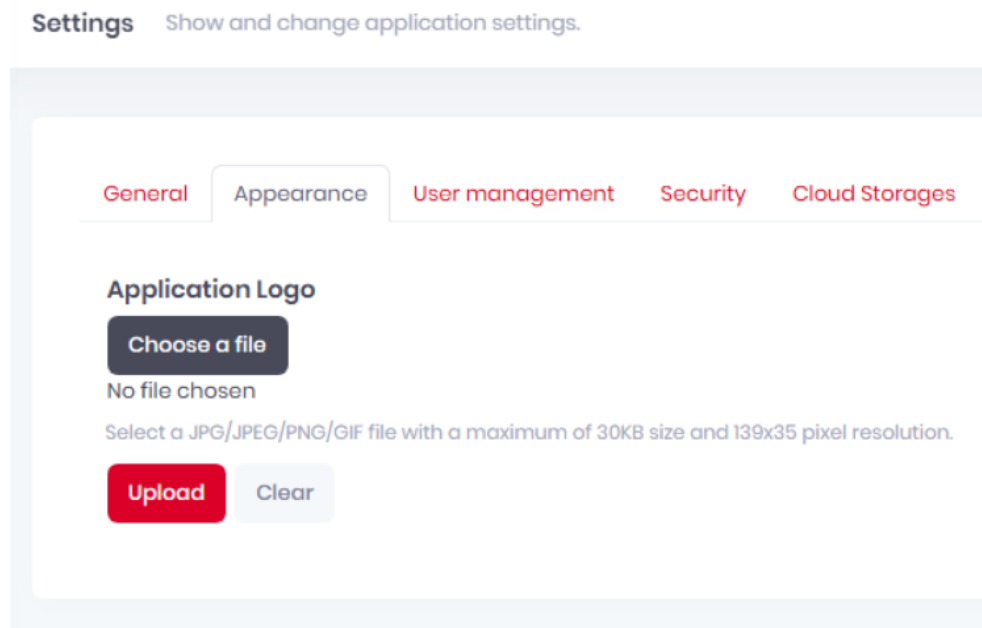 Settings Show and change application settings.
General Appearance User management Security Cloud Storages
Application Logo
Choose a file
No file chosen
Select a JPG/JPEG/PNG/GIF file with a maximum of 30KB size and 139x35 pixel resolution.
Upload Clear